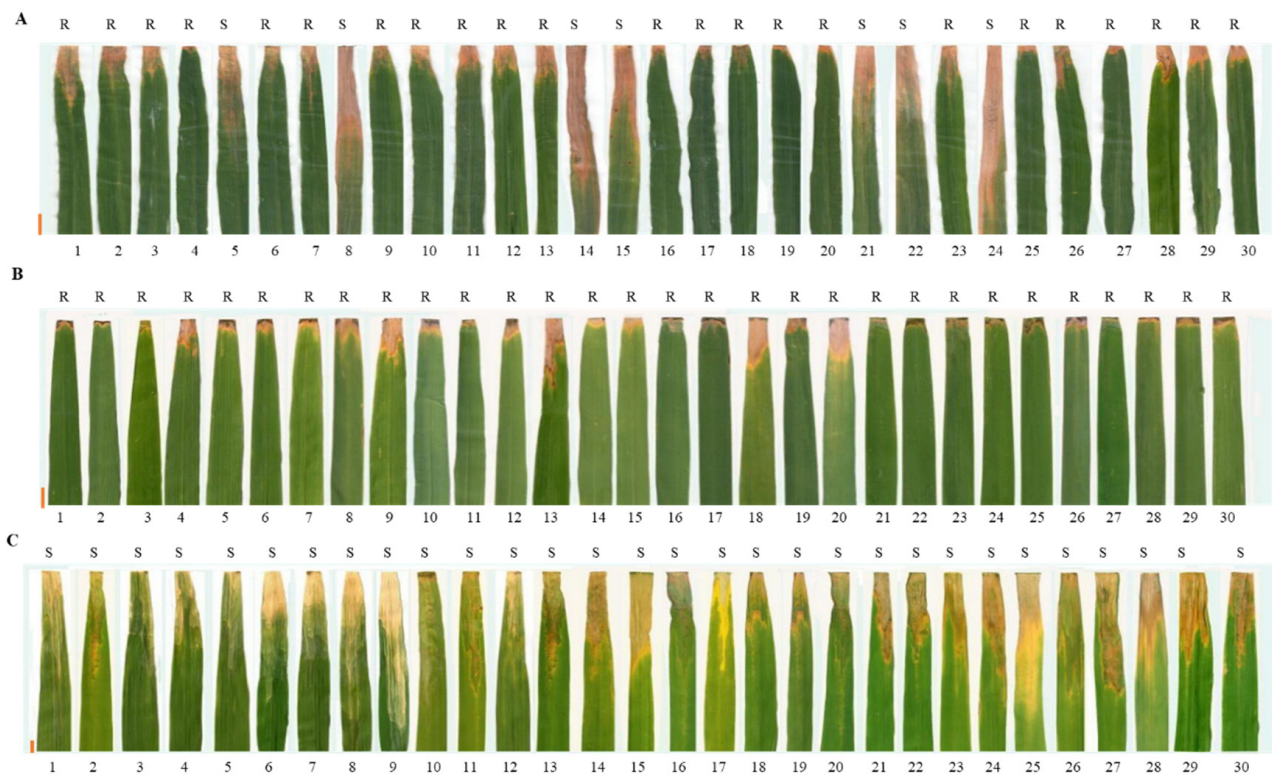 A R R R R S R R S R R R R R S S R R R R R S S R S R R R R R R
1 2 3 4 5 6 7 8 9 10 11 12 13 14 15 16 17 18 19 20 21 22 23 24 25 26 27 28 29 30
B
R R R R R R R R R R R R R R R R R R R R R R R R R R R R R R
1 2 3 4 5 6 7 8 9 10 11 12 13 14 15 16 17 18 19 20 21 22 23 24 25 26 27 28 29 30
C
S S S S S S S S S S S S S S S S S S S S S S S S S S S S S S
1 2 3 4 5 6 7 8 9 10 11 12 13 14 15 16 17 18 19 20 21 22 23 24 25 26 27 28 29 30